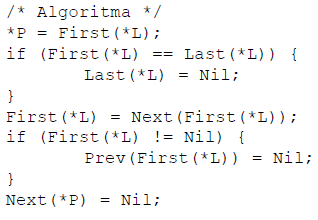 /* Algoritma */
*P = First(*L);
if (First(*L) == Last(*L)) {
        Last(*L) = Nil;
}
First(*L) = Next(First(*L));
if (First(*L) != Nil) {
        Prev(First(*L)) = Nil;
}
Next(*P) = Nil;